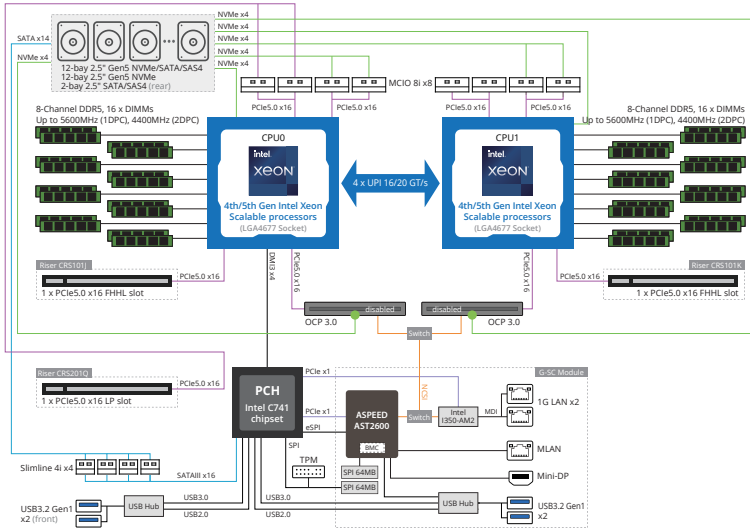 NVMe x4
NVMe x4
SATA x14
NVMe x4
NVMe x4
NVMe x4
NVMe x4
12-bay 2.5" Gen5 NVMe/SATA/SAS4
12-bay 2.5" Gen5 NVMe
2-bay 2.5" SATA/SAS4 (rear)
MCIO 8i x8
PCIe5.0 x16
PCIe5.0 x16
PCIe5.0 x16
PCIe5.0 x16
8-Channel DDR5, 16 x DIMMs
Up to 5600MHz (1DPC), 4400MHz (2DPC)
8-Channel DDR5, 16 x DIMMs
Up to 5600MHz (1DPC), 4400MHz (2DPC)
CPU0
intel
XEON
4th/5th Gen Intel Xeon
Scalable processors
(LGA4677 Socket)
4 x UPI 16/20 GT/s
CPU1
intel
XEON
4th/5th Gen Intel Xeon
Scalable processors
(LGA4677 Socket)
Riser CRS101J
PCIe5.0 x16
1 x PCIe5.0 x16 FHHL slot
DMI3 x4
PCIe5.0 x16
PCIe5.0 x16
PCIe5.0 x16
Riser CRS101K
1 x PCIe5.0 x16 FHHL slot
disabled
OCP 3.0
disabled
OCP 3.0
Switch
Riser CRS201Q
PCIe5.0 x16
1 x PCIe5.0 x16 LP slot
G-SC Module
PCH
Intel C741
chipset
PCIe x1
PCIe x1
eSPI
SPI
NCSI
ASPEED
AST2600
BMC
Switch
Intel
I350-AM2
MDI
1G LAN x2
MLAN
Mini-DP
TPM
SPI 64MB
SPI 64MB
Slimline 4i x4
SATAIII x16
USB3.2 Gen1
x2 (front)
USB Hub
USB3.0
USB2.0
USB3.0
USB2.0
USB Hub
USB3.2 Gen1
x2